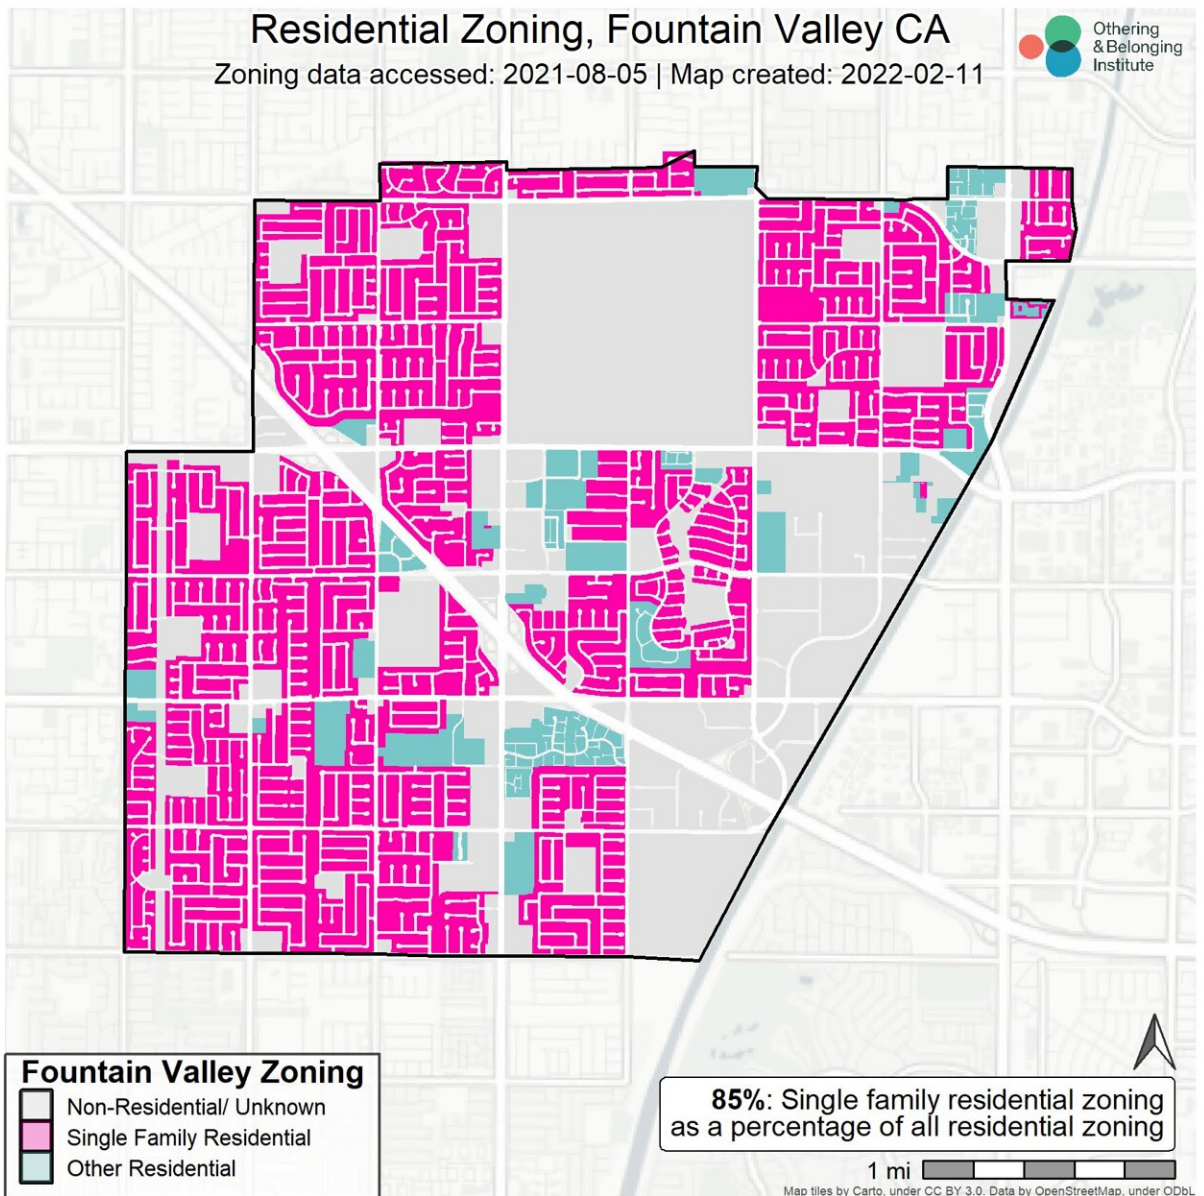 Residential Zoning, Fountain Valley CA
Zoning data accessed: 2021-08-05 | Map created: 2022-02-11
Othering
& Belonging
Institute
Fountain Valley Zoning
Non-Residential/ Unknown
Single Family Residential
Other Residential
85%: Single family residential zoning
as a percentage of all residential zoning
1 mi
Map tiles by Carto, under CC BY 3.0. Data by OpenStreetMap, under ODbL